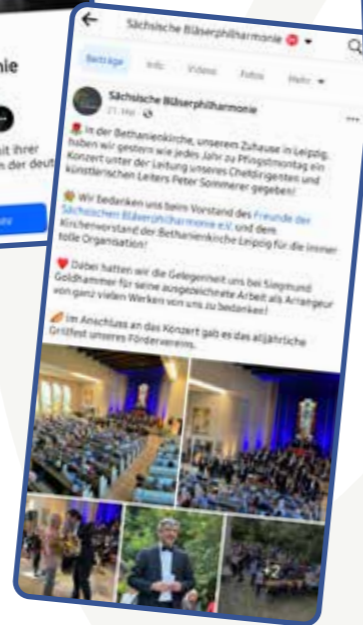 nie
it ihrer
n der deut
Sächsische Bläserphilharmonie
Beiträge Info Videos Fotos Mehr
Sächsische Bläserphilharmonie
21. Mai
In der Bethanienkirche, unserem Zuhause in Leipzig,
haben wir gestern wie jedes Jahr zu Pfingstmontag ein
Konzert unter der Leitung unseres Chefdirigenten und
künstlerischen Leiters Peter Sommerer gegeben!
Wir bedanken uns beim Vorstand des Freunde der
Sächsischen Bläserphilharmonie e.V. und dem
Kirchenvorstand der Bethanienkirche Leipzig für die immer
tolle Organisation!
Dabei hatten wir die Gelegenheit uns bei Siegmund
Goldhammer für seine ausgezeichnete Arbeit als Arrangeur
von ganz vielen Werken von uns zu bedanken!
Im Anschluss an das Konzert gab es das alljährliche
Grillfest unseres Fördervereins.